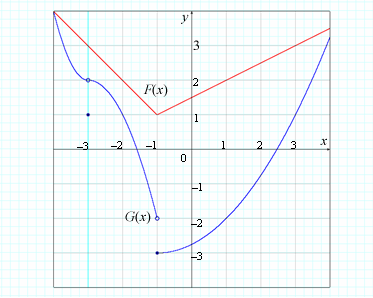 y
3
2
F(x)
1
–3 –2 –1 0 1 2 3 x
–1
G(x) –2
–3